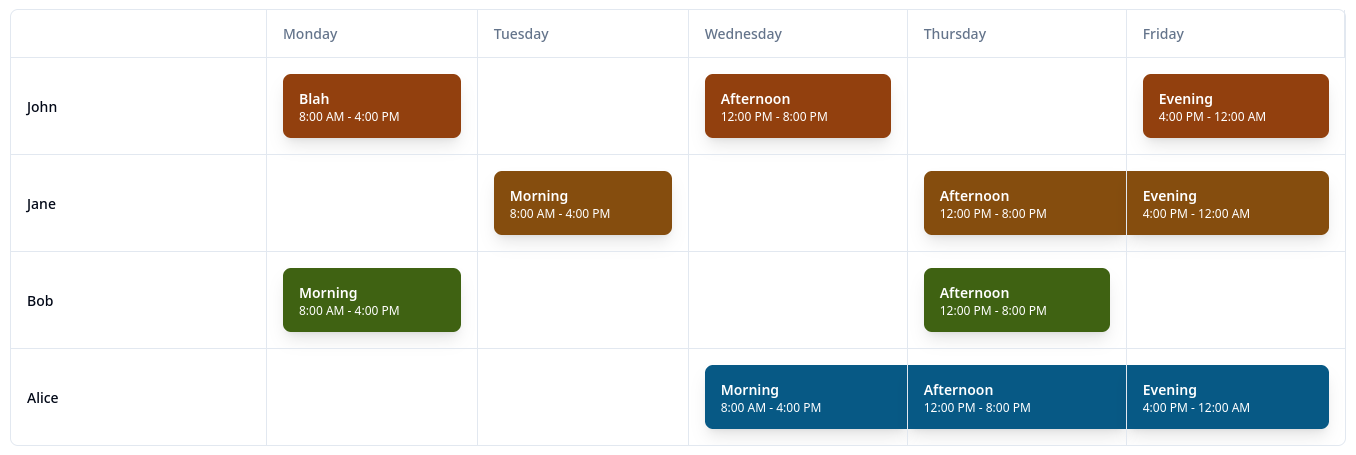 Monday
Tuesday
Wednesday
Thursday
Friday
John
Blah
8:00 AM - 4:00 PM
Afternoon
12:00 PM - 8:00 PM
Evening
4:00 PM - 12:00 AM
Jane
Morning
8:00 AM - 4:00 PM
Afternoon
12:00 PM - 8:00 PM
Evening
4:00 PM - 12:00 AM
Bob
Morning
8:00 AM - 4:00 PM
Afternoon
12:00 PM - 8:00 PM
Alice
Morning
8:00 AM - 4:00 PM
Afternoon
12:00 PM - 8:00 PM
Evening
4:00 PM - 12:00 AM